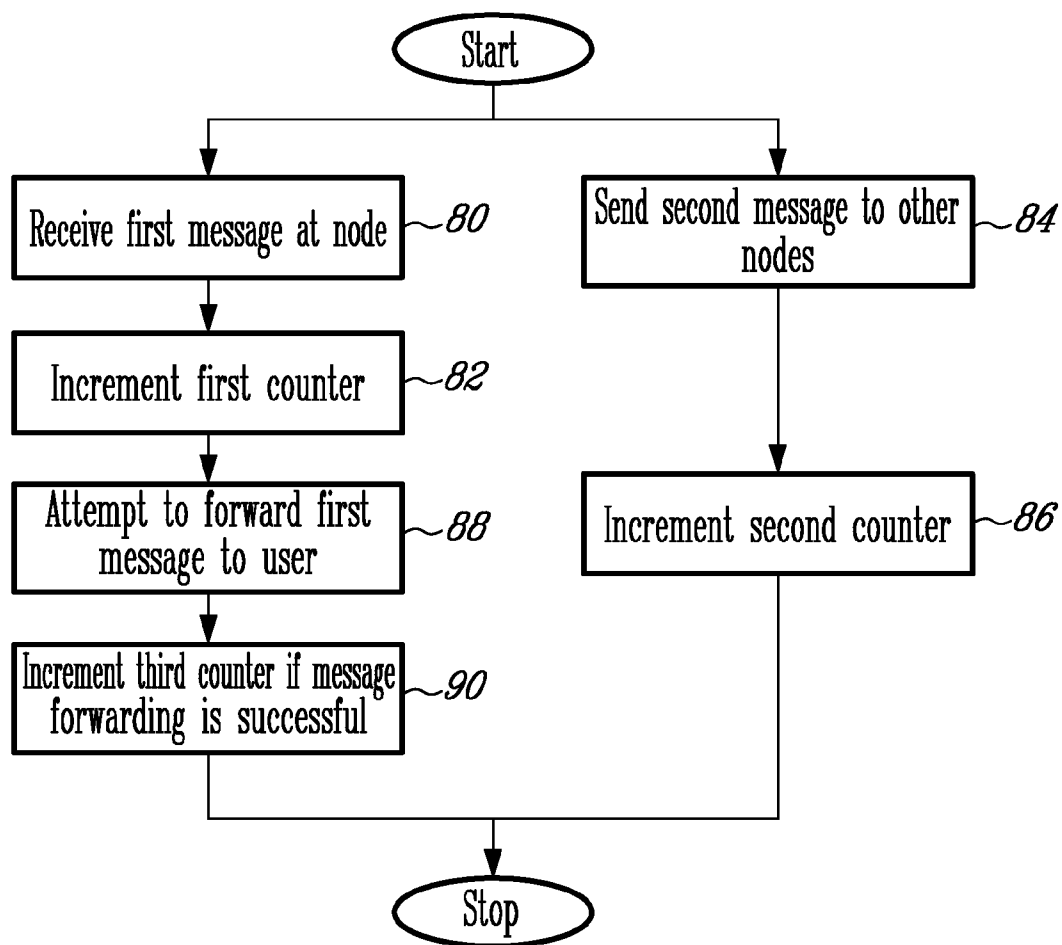 Start
Receive first message at node
80
Increment first counter
82
Attempt to forward first
message to user
88
Increment third counter if message
forwarding is successful
90
Send second message to other
nodes
84
Increment second counter
86
Stop